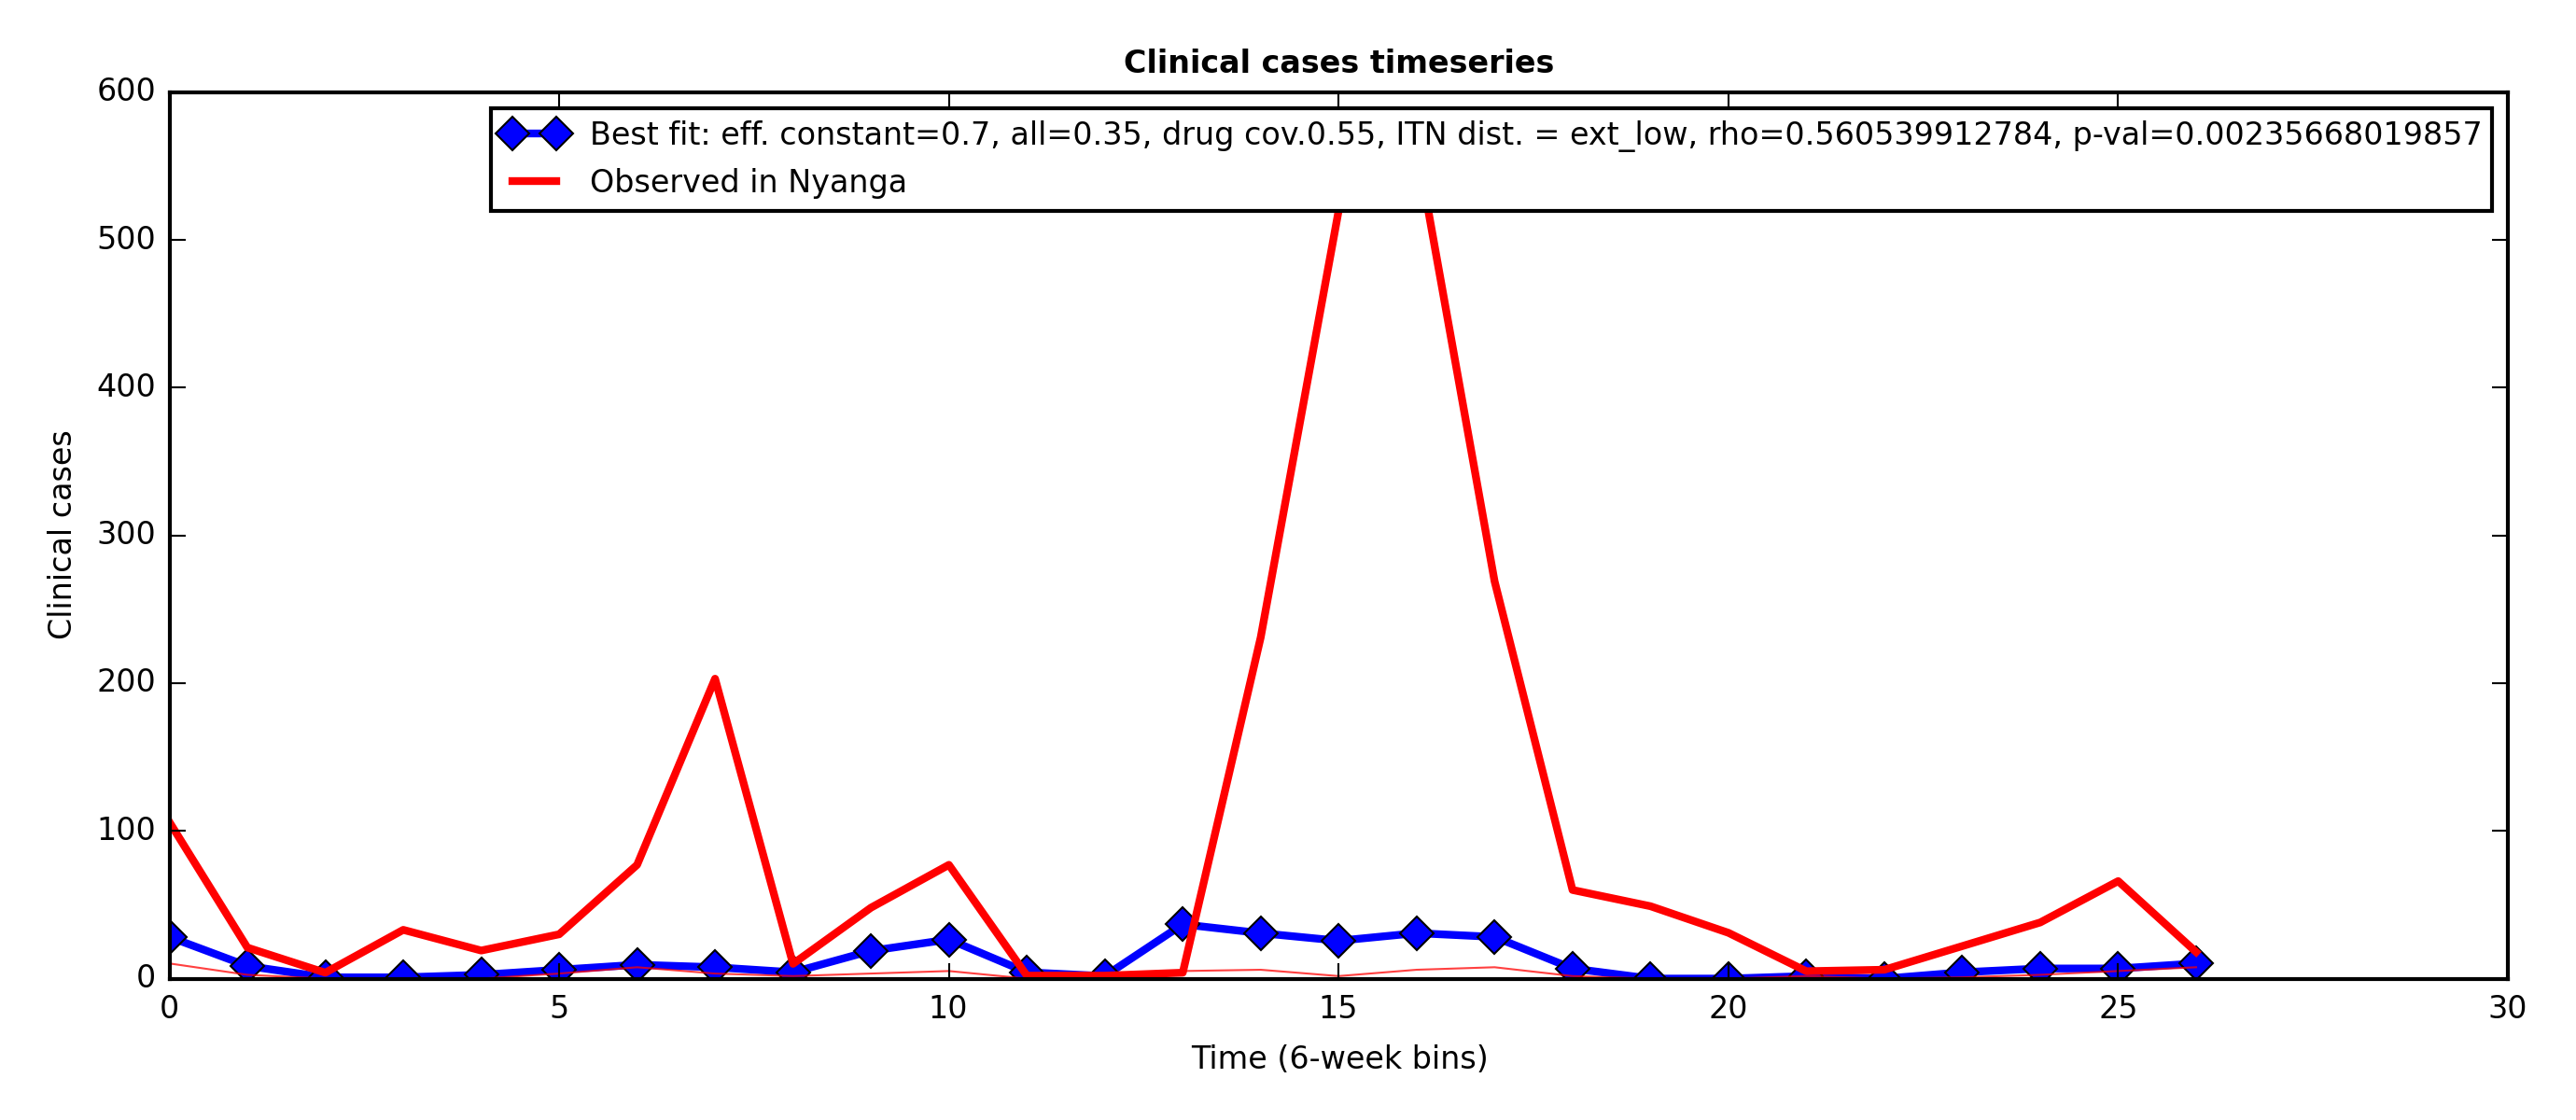 Clinical cases timeseries
Best fit: eff. constant=0.7, all=0.35, drug cov.0.55, ITN dist. = ext_low, rho=0.560539912784, p-val=0.00235668019857
Observed in Nyanga
600
500
400
300
200
100
0
Clinical cases
0 5 10 15 20 25 30
Time (6-week bins)